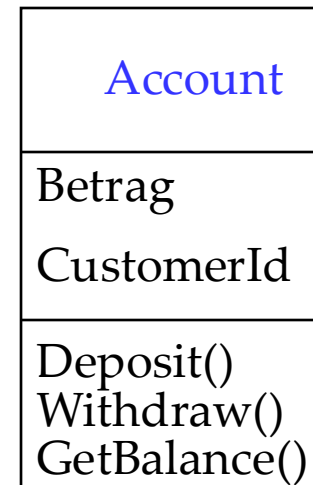 Account
Betrag
CustomerId
Deposit()
Withdraw()
GetBalance()